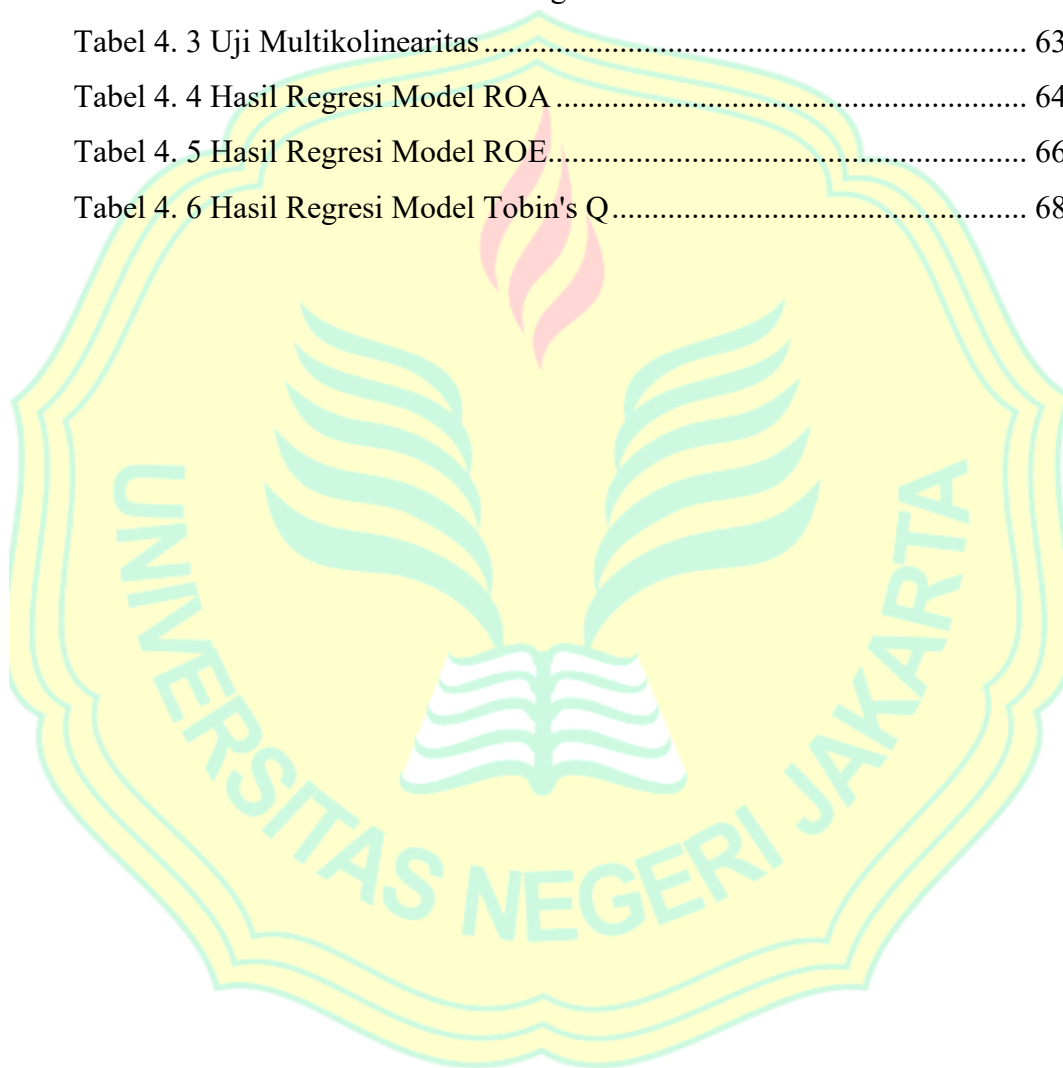 Tabel 4. 3 Uji Multikolinearitas.................................................................... 63
Tabel 4. 4 Hasil Regresi Model ROA........................................................... 64
Tabel 4. 5 Hasil Regresi Model ROE............................................................ 66
Tabel 4. 6 Hasil Regresi Model Tobin's Q.................................................... 68
UNIVERSITAS NEGERI JAKARTA